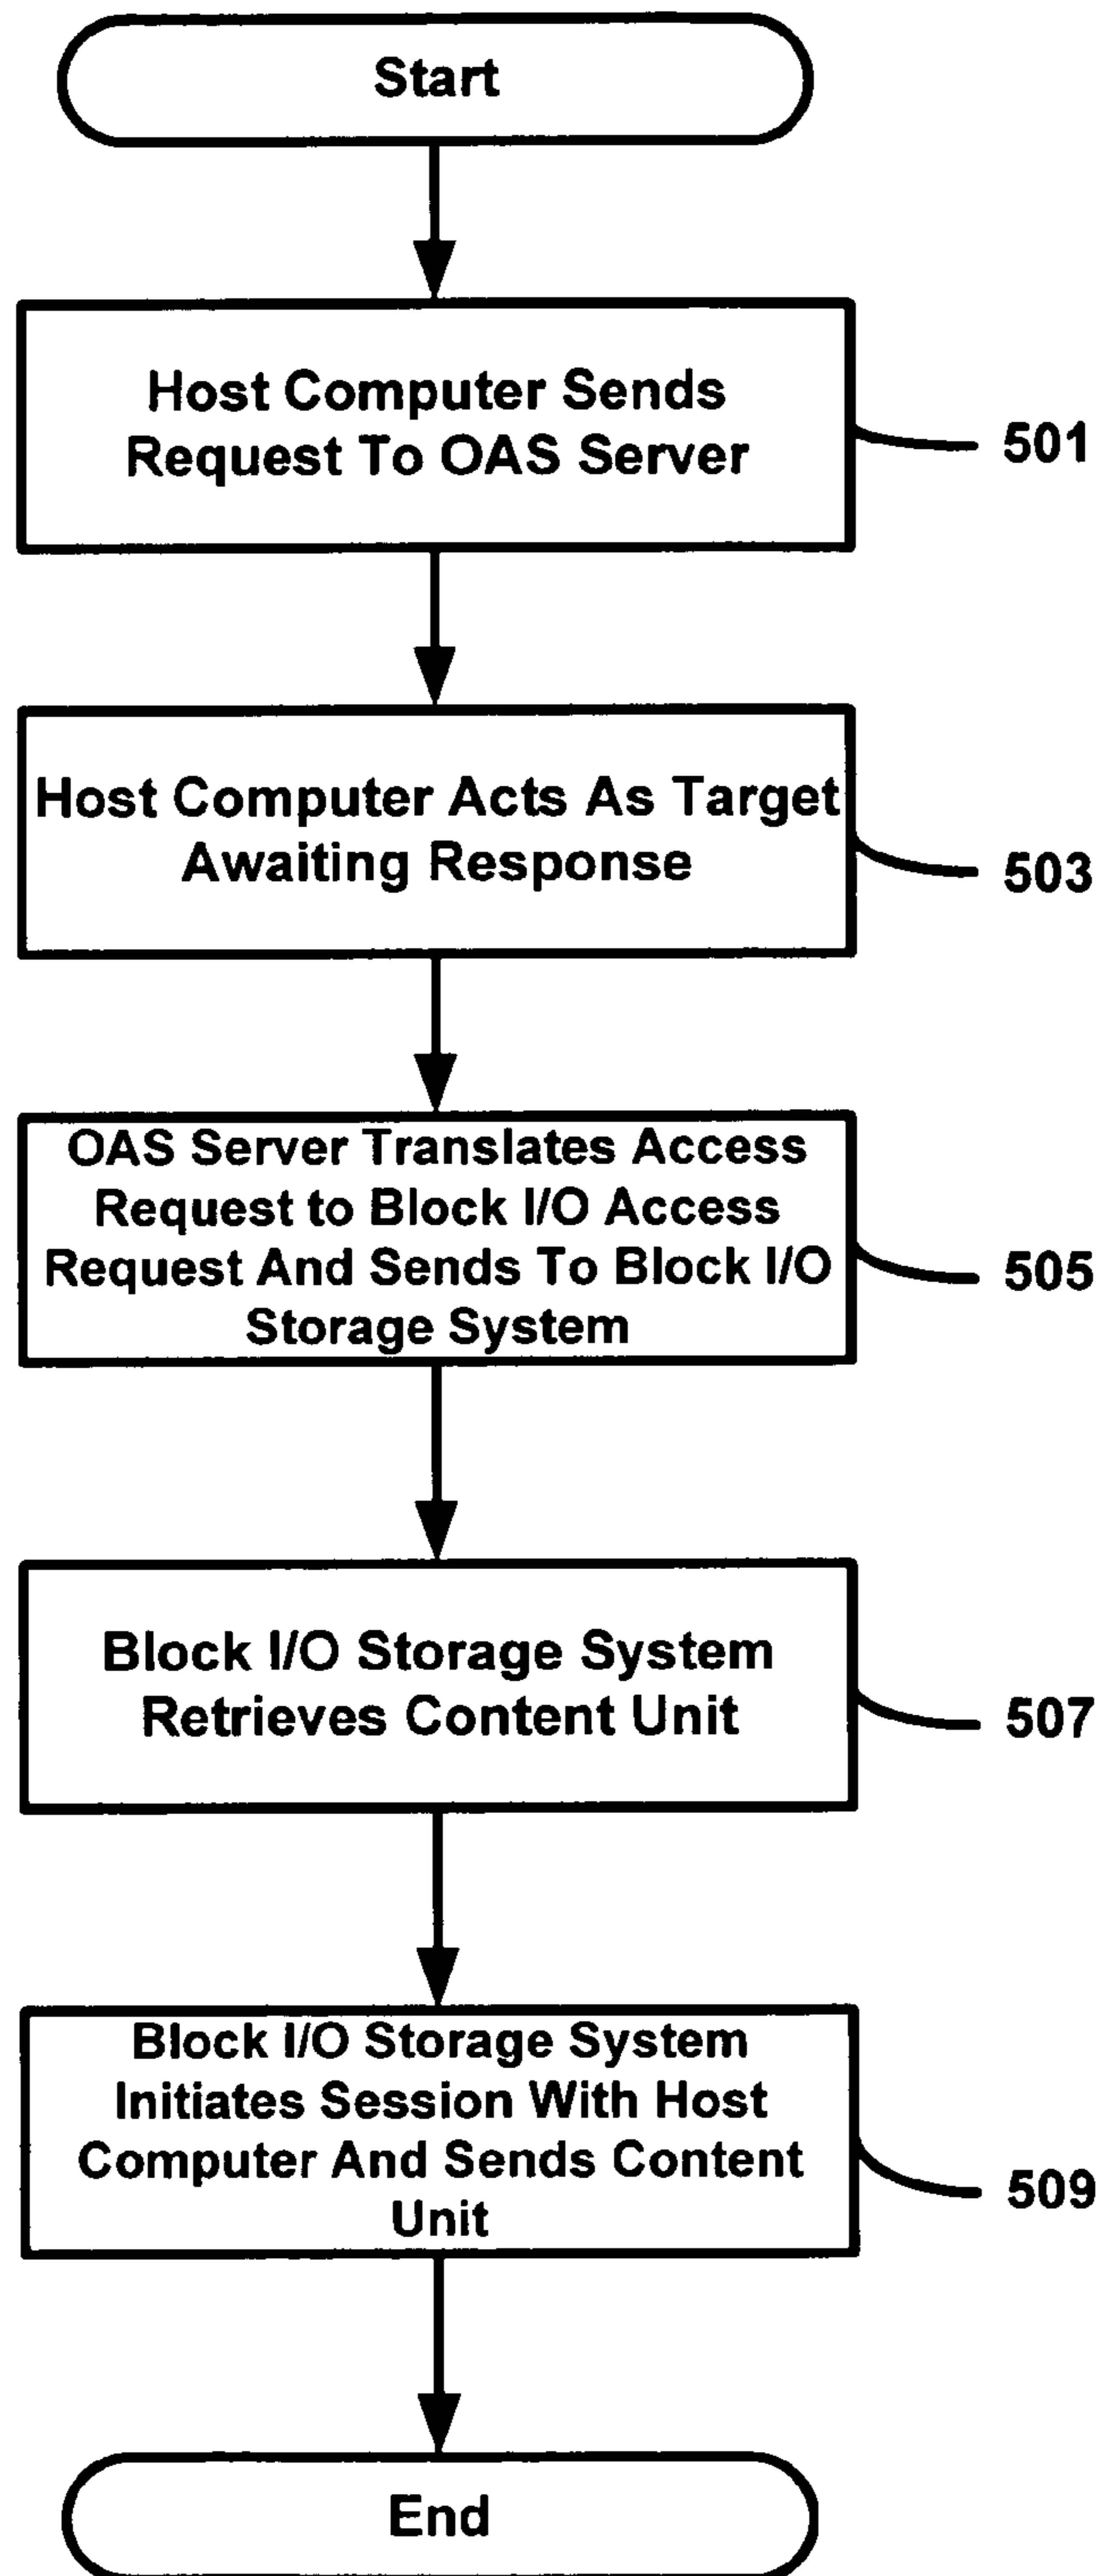 Start
Host Computer Sends
Request To OAS Server
501
Host Computer Acts As Target
Awaiting Response
503
OAS Server Translates Access
Request to Block I/O Access
Request And Sends To Block I/O
Storage System
505
Block I/O Storage System
Retrieves Content Unit
507
Block I/O Storage System
Initiates Session With Host
Computer And Sends Content
Unit
509
End